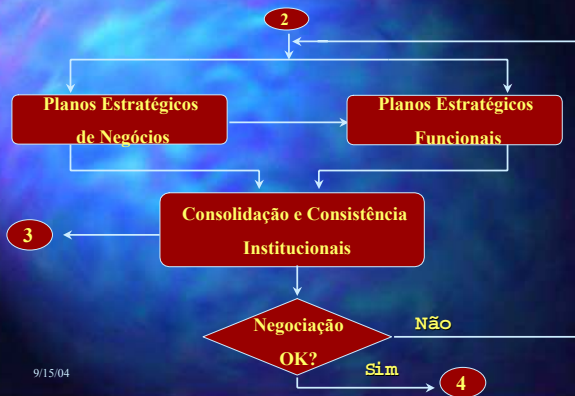 2
Planos Estratégicos
de Negócios
Planos Estratégicos
Funcionais
Consolidação e Consistência
Institucionais
3
Negociação
OK?
Não
Sim
4
9/15/04